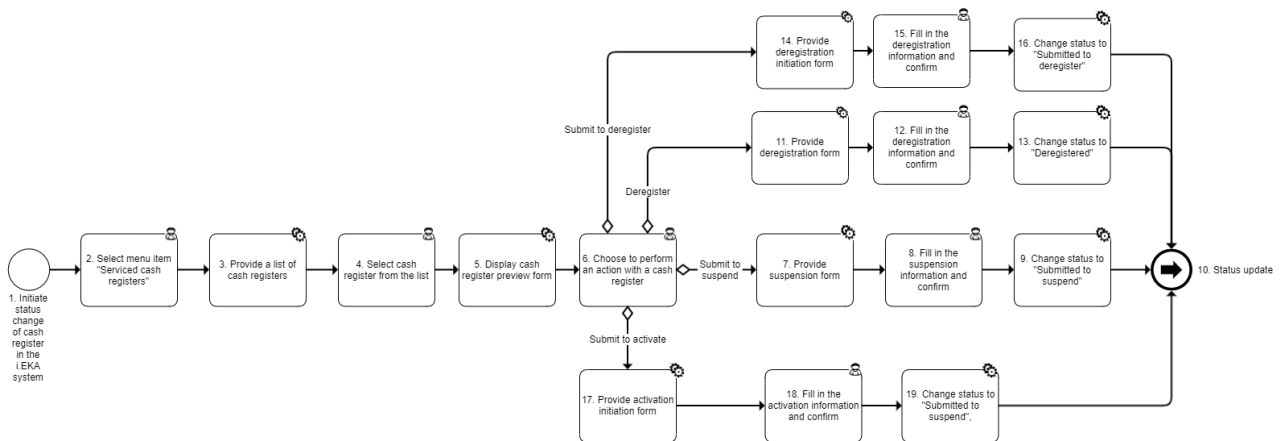 14. Provide
deregistration
initiation form
15. Fill in the
deregistration
information and
confirm
16. Change status to
"Submitted to
deregister"
Submit to deregister
11. Provide
deregistration form
12. Fill in the
deregistration
information and
confirm
13. Change status to
"Deregistered"
Deregister
1. Initiate
status
change
of cash
register
in the
i.EKA
system
2. Select menu item
"Serviced cash
registers"
3. Provide a list of
cash registers
4. Select cash
register from the list
5. Display cash
register preview form
6. Choose to perform
an action with a cash
register
Submit to
suspend
7. Provide
suspension form
8. Fill in the
suspension
information and
confirm
9. Change status to
"Submitted to
suspend"
10. Status update
Submit to activate
17. Provide activation
initiation form
18. Fill in the
activation information
and confirm
19. Change status to
"Submitted to
suspend",